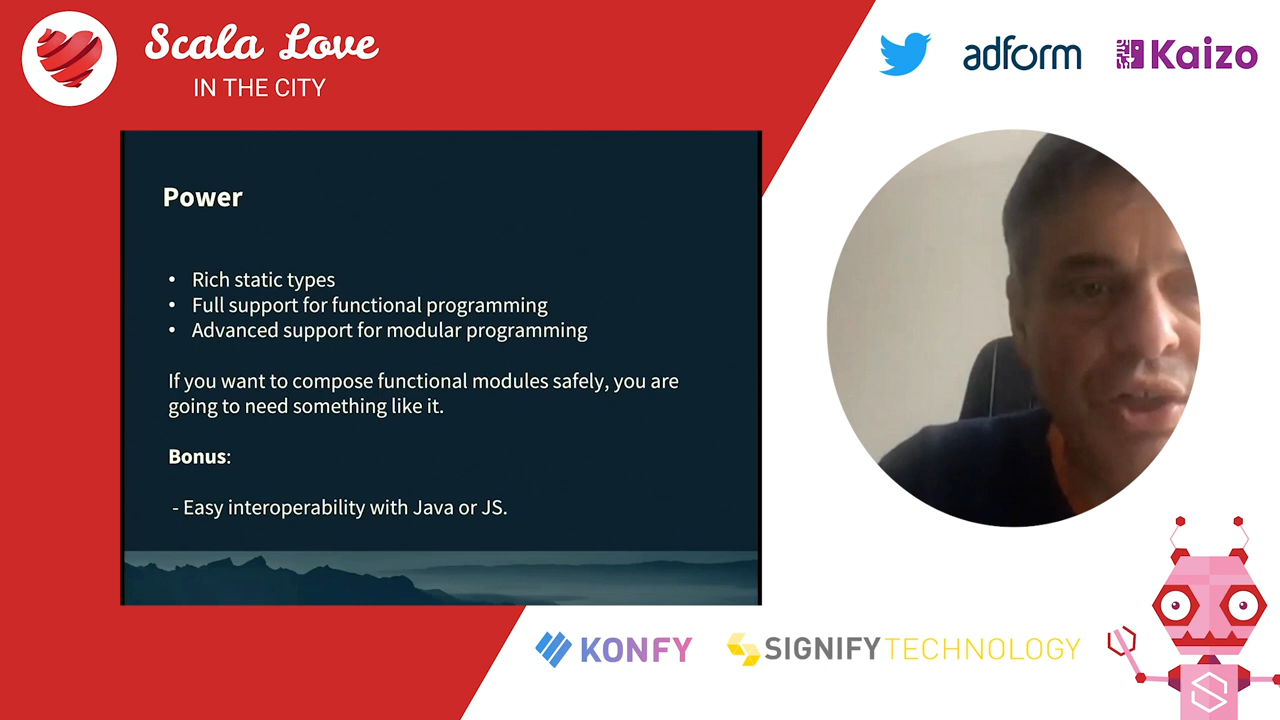 Scala Love
IN THE CITY
adform
Kaizo
Power
• Rich static types
• Full support for functional programming
• Advanced support for modular programming
If you want to compose functional modules safely, you are
going to need something like it.
Bonus:
- Easy interoperability with Java or JS.
KONFY
SIGNIFY TECHNOLOGY
S